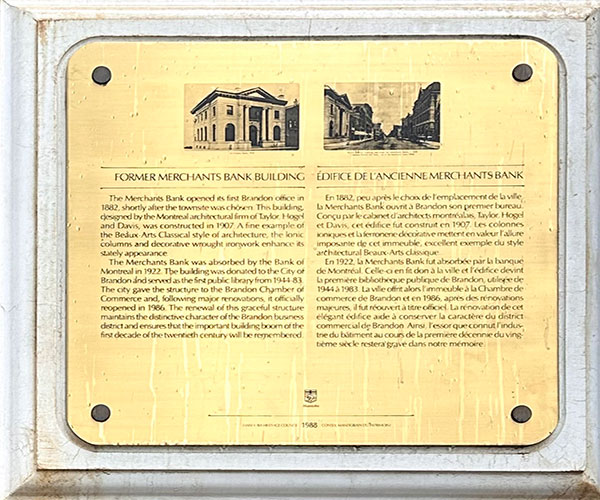 FORMER MERCHANTS BANK BUILDING
The Merchants Bank opened its first Brandon office in
1882, shortly after the townsite was chosen. This building,
designed by the Montreal architectural firm of Taylor, Hogel
and Davis, was constructed in 1907. A fine example of
the Beaux-Arts Classical style of architecture, the Ionic
columns and decorative wrought ironwork enhance its
stately appearance.
The Merchants Bank was absorbed by the Bank of
Montreal in 1922. The building was donated to the City of
Brandon and served as the first public library from 1944-83.
The city gave the structure to the Brandon Chamber of
Commerce and, following major renovations, it officially
reopened in 1986. The renewal of this graceful structure
maintains the distinctive character of the Brandon business
district and ensures that the important building boom of the
first decade of the twentieth century will be remembered.
ÉDIFICE DE L'ANCIENNE MERCHANTS BANK
En 1882, peu après le choix de l'emplacement de la ville,
la Merchants Bank ouvrit à Brandon son premier bureau.
Conçu par le cabinet d'architects montréalais, Taylor, Hogel
et Davis, cet édifice fut construit en 1907. Les colonnes
ioniques et la ferronnerie décorative mettent en valeur l'allure
imposante de cet immeuble, excellent exemple du style
architectural Beaux-Arts classique.
En 1922, la Merchants Bank fut absorbée par la banque
de Montréal. Celle-ci en fit don à la ville et l'édifice devint
la première bibliothèque publique de Brandon, utilisée de
1944 à 1983. La ville offrit alors l'immeuble à la Chambre de
commerce de Brandon et en 1986, après des rénovations
majeures, il fut réouvert à titre officiel. La rénovation de cet
élégant édifice aide à conserver la caractère du district
commercial de Brandon. Ainsi, l'essor que connut l'indus-
trie du bâtiment au cours de la première décennie du ving-
tième siècle restera gravé dans notre mémoire.
1988